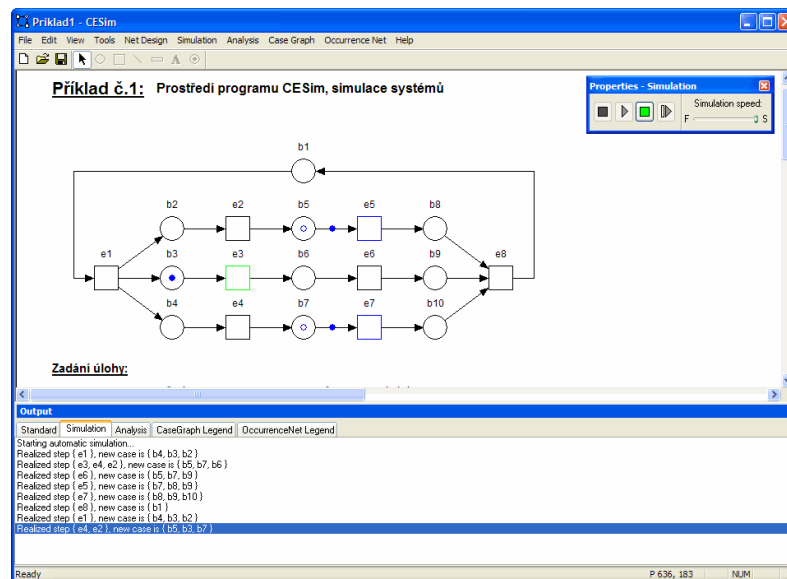 Príklad1 - CESim
File Edit View Tools Net Design Simulation Analysis Case Graph Occurrence Net Help
A
Příklad č.1: Prostředí programu CESim, simulace systémů
Properties - Simulation
Simulation speed:
F S
b1
b2 e2 b5 e5 b8
e1 b3 e3 b6 e6 b9 e8
b4 e4 b7 e7 b10
Zadání úlohy:
Output
Standard Simulation Analysis CaseGraph Legend OccurrenceNet Legend
Starting automatic simulation...
Realized step { e1 }, new case is { b4, b3, b2 }
Realized step { e3, e4, e2 }, new case is { b5, b7, b6 }
Realized step { e6 }, new case is { b5, b7, b9 }
Realized step { e5 }, new case is { b7, b8, b9 }
Realized step { e7 }, new case is { b8, b9, b10 }
Realized step { e8 }, new case is { b1 }
Realized step { e1 }, new case is { b4, b3, b2 }
Realized step { e4, e2 }, new case is { b5, b3, b7 }
Ready P 636, 183 NUM